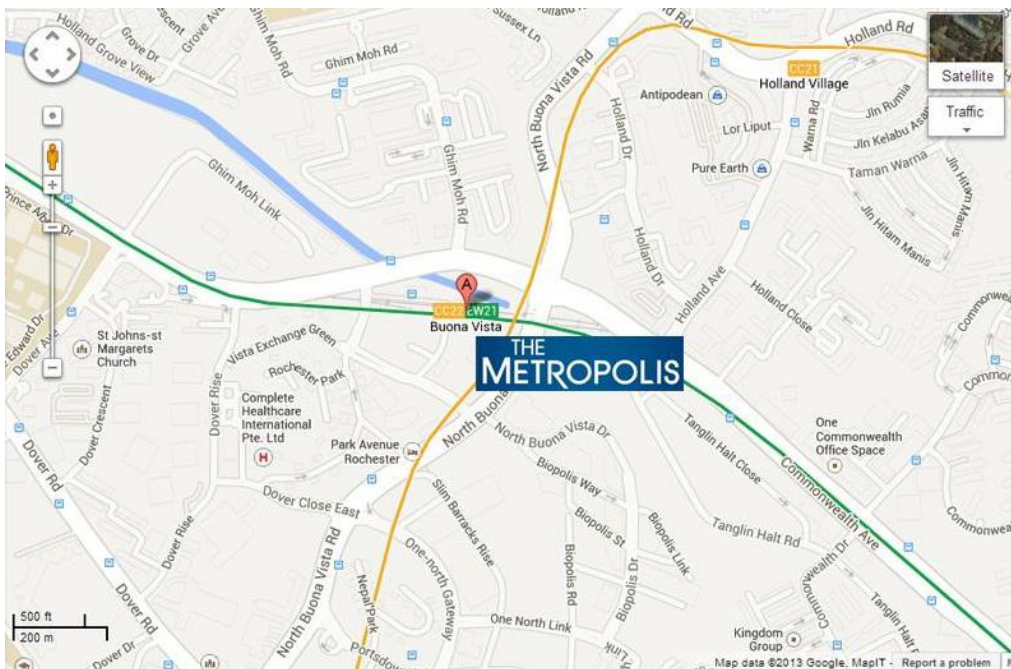 Holland Grove View
Grove Dr
Grove Ave
Ghim Moh Rd
Ghim Moh Rd
Sussex Ln
North Buona Vista Rd
Holland Rd
CC21
Holland Village
Satellite
Traffic
Antipodean
Holland Dr
Lor Liput
Warna Rd
Jln Rumia
Jln Kelabu Asap
Taman Warna
Jln Hitam Manis
Jln Hitam Manis
Pure Earth
Ghim Moh Link
Ghim Moh Rd
Holland Dr
Holland Ave
Holland Close
Commonwealth
A
CC22
EW21
Buona Vista
THE
METROPOLIS
St Johns-st
Margarets
Church
Dover Ave
Dover Crescent
Vista Exchange Green
Rochester Park
Dover Rise
Complete
Healthcare
International
Pte. Ltd
H
Park Avenue
Rochester
North Buona
North Buona Vista Dr
Tanglin Halt Close
One
Commonwealth
Office Space
Commonwealth Ave
Dover Rd
Dover Close East
Dover Rise
Slim Barracks Rise
Biopolis Way
Biopolis St
Biopolis Link
Biopolis Rd
Biopolis Dr
Tanglin Halt Rd
Commonwealth Dr
Commonwealth
North Buona Vista Rd
One-north Gateway
Nepal Park
One North Link
Portsdown
Tanglin Halt
Kingdom
Group
500 ft
200 m
Dover Rd
Dover Dr
Map data ©2013 Google, MapIT - Report a problem